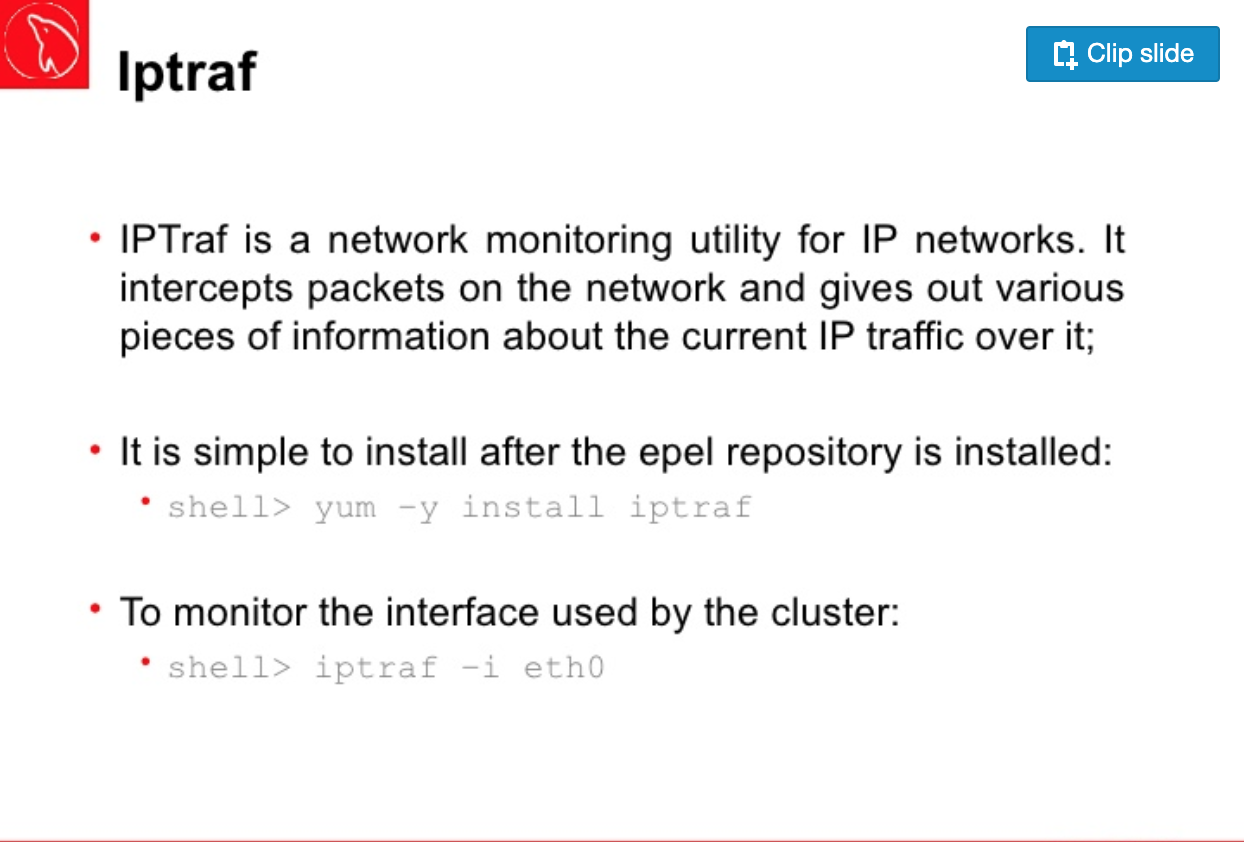 Iptraf
Clip slide
• IPTraf is a network monitoring utility for IP networks. It
intercepts packets on the network and gives out various
pieces of information about the current IP traffic over it;
• It is simple to install after the epel repository is installed:
• shell> yum -y install iptraf
• To monitor the interface used by the cluster:
• shell> iptraf -i eth0